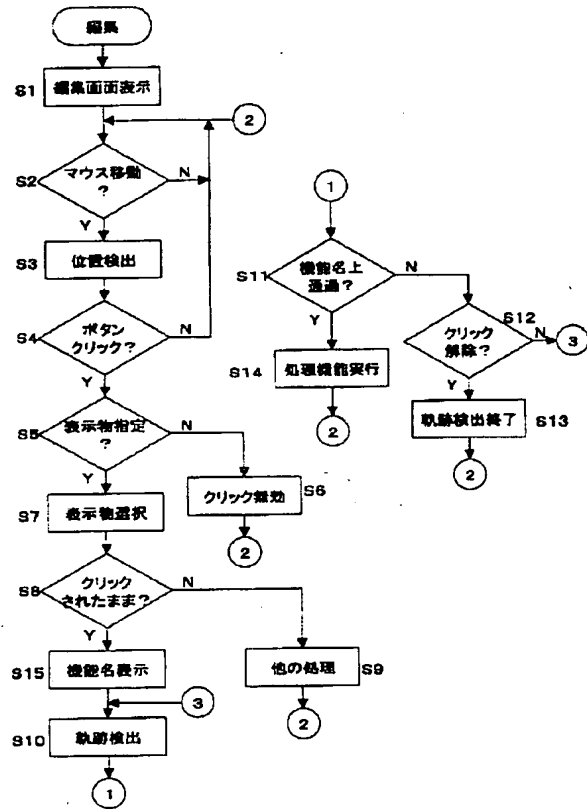 編集
S1
編集画面表示
2
S2
マウス移動
?
N
Y
S3
位置検出
S4
ボタン
クリック?
N
Y
S5
表示物指定
?
N
Y
S6
クリック無効
2
S7
表示物選択
S8
クリック
されたまま?
N
Y
S15
機能名表示
S9
他の処理
2
3
S10
軌跡検出
1
1
S11
機能名上
通過?
N
Y
S12
クリック
解除?
N
3
Y
S14
処理機能実行
2
S13
軌跡検出終了
2